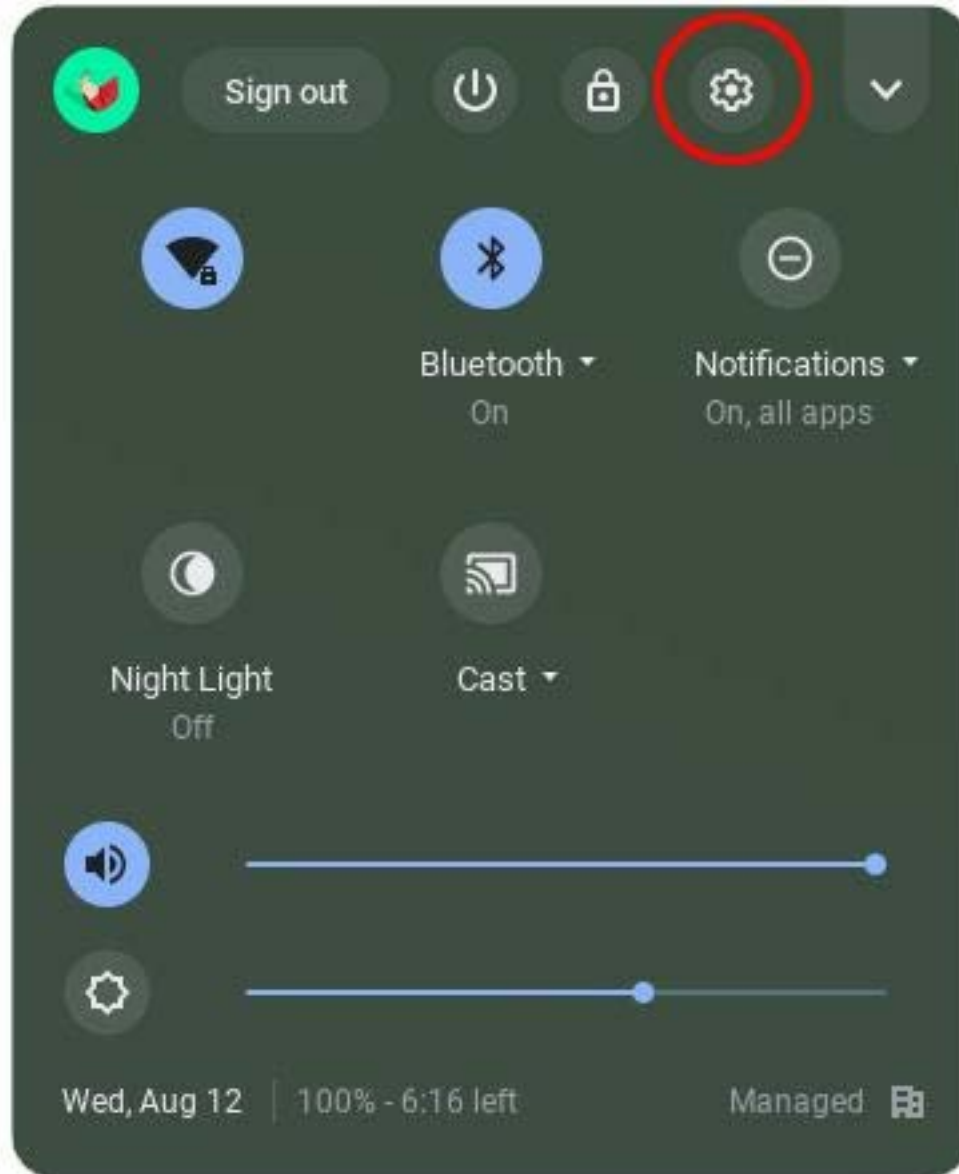 Sign out
Bluetooth
Notifications
On
On, all apps
Night Light
Cast
Off
Wed, Aug 12
100% - 6:16 left
Managed